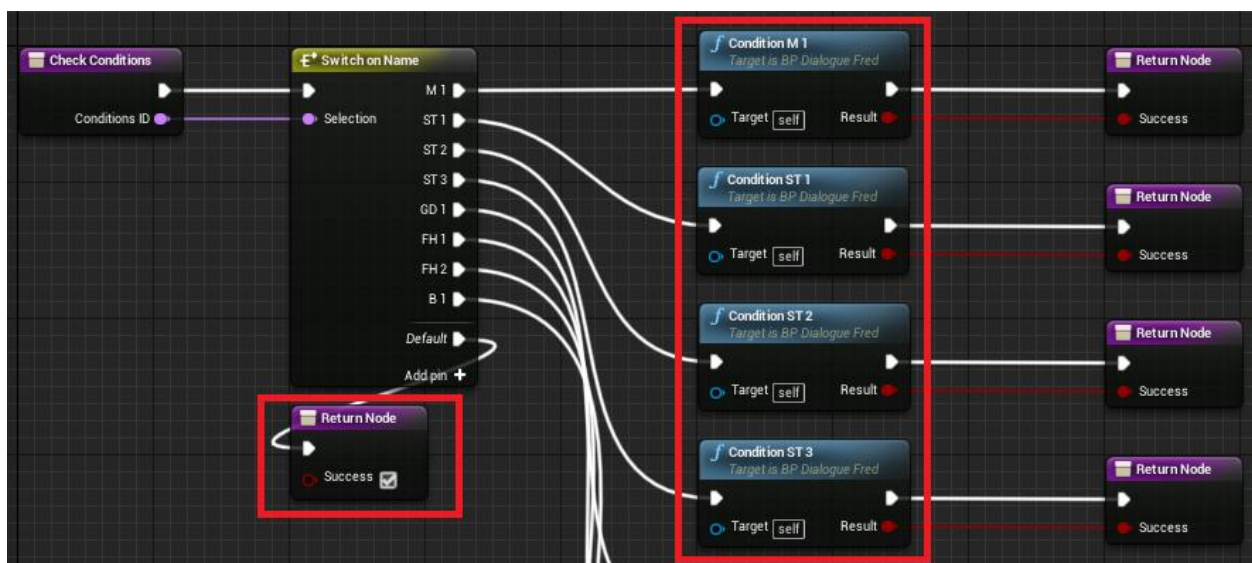 Check Conditions
Conditions ID
Switch on Name
Selection
M 1
ST 1
ST 2
ST 3
GD 1
FH 1
FH 2
B 1
Default
Add pin +
Return Node
Success
f Condition M 1
Target is BP Dialogue Fred
Target self Result
Return Node
Success
f Condition ST 1
Target is BP Dialogue Fred
Target self Result
Return Node
Success
f Condition ST 2
Target is BP Dialogue Fred
Target self Result
Return Node
Success
f Condition ST 3
Target is BP Dialogue Fred
Target self Result
Return Node
Success